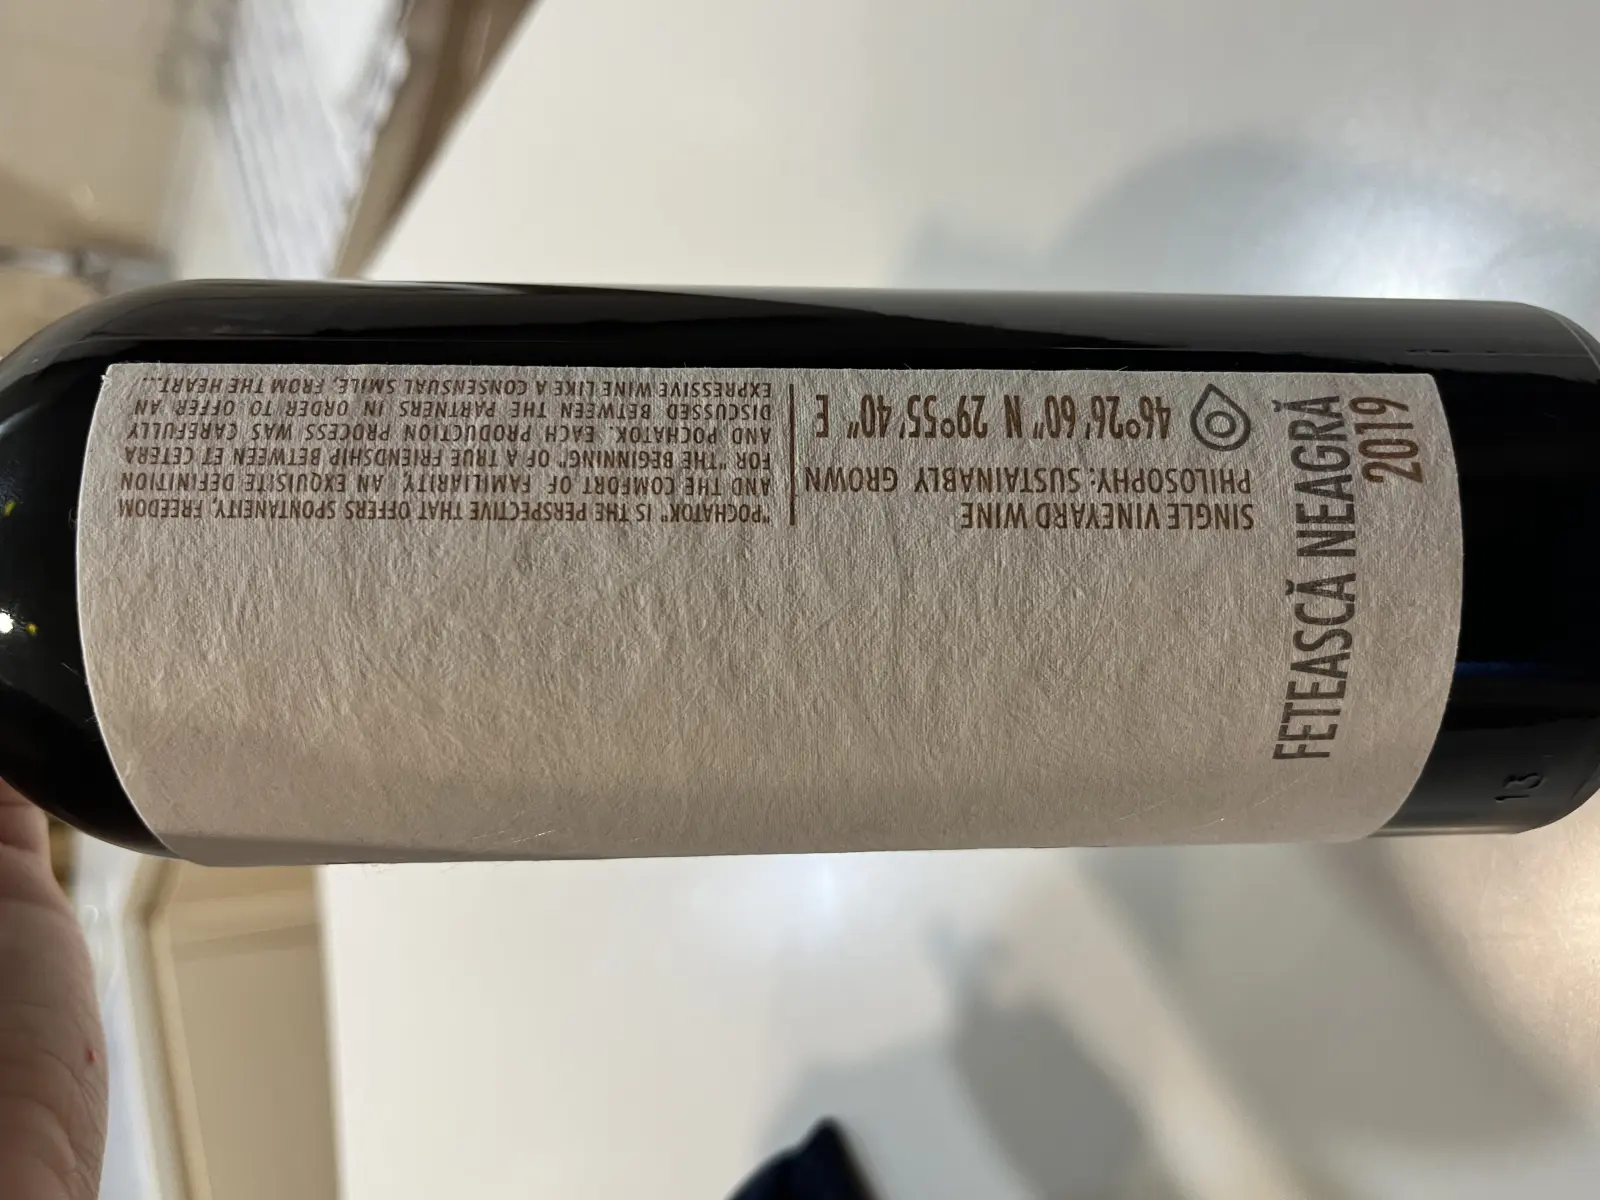 FETEASCĂ NEAGRĂ
2019
SINGLE VINEYARD WINE
PHILOSOPHY: SUSTAINABLY GROWN
46°26'60"N 29°55'40"E
"POCHATOK" IS THE PERSPECTIVE THAT OFFERS SPONTANEITY, FREEDOM
AND THE COMFORT OF FAMILIARITY. AN EXQUISITE DEFINITION
FOR "THE BEGINNING" OF A TRUE FRIENDSHIP BETWEEN ET CETERA
AND POCHATOK. EACH PRODUCTION PROCESS WAS CAREFULLY
DISCUSSED BETWEEN THE PARTNERS IN ORDER TO OFFER AN
EXPRESSIVE WINE LIKE A CONSENSUAL SMILE, FROM THE HEART...
13